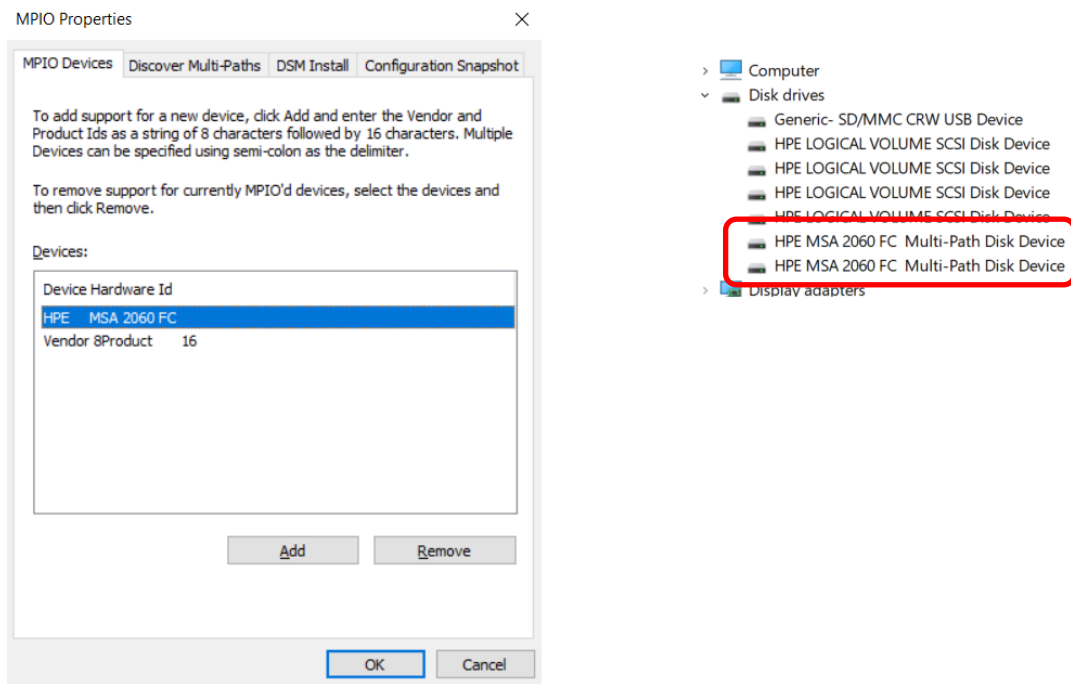 MPIO Properties
MPIO Devices Discover Multi-Paths DSM Install Configuration Snapshot
To add support for a new device, click Add and enter the Vendor and
Product Ids as a string of 8 characters followed by 16 characters. Multiple
Devices can be specified using semi-colon as the delimiter.
To remove support for currently MPIO'd devices, select the devices and
then click Remove.
Devices:
Device Hardware Id
HPE MSA 2060 FC
Vendor 8Product 16
Add Remove
OK Cancel
Computer
Disk drives
Generic- SD/MMC CRW USB Device
HPE LOGICAL VOLUME SCSI Disk Device
HPE LOGICAL VOLUME SCSI Disk Device
HPE LOGICAL VOLUME SCSI Disk Device
HPE LOGICAL VOLUME SCSI Disk Device
HPE MSA 2060 FC Multi-Path Disk Device
HPE MSA 2060 FC Multi-Path Disk Device
Display adapters